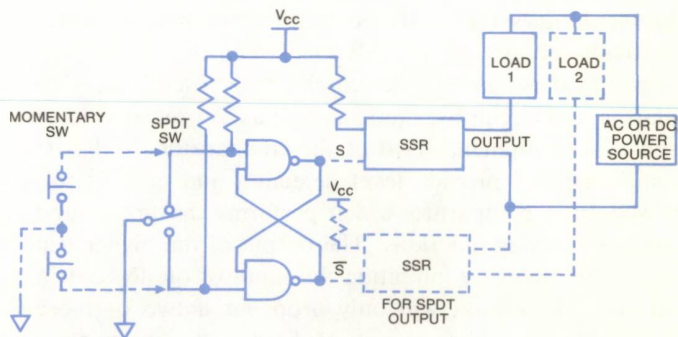 VCC
LOAD
1
LOAD
2
MOMENTARY
SW
SPDT
SW
AC OR DC
POWER
SOURCE
S
SSR
OUTPUT
VCC
S̅
SSR
FOR SPDT
OUTPUT